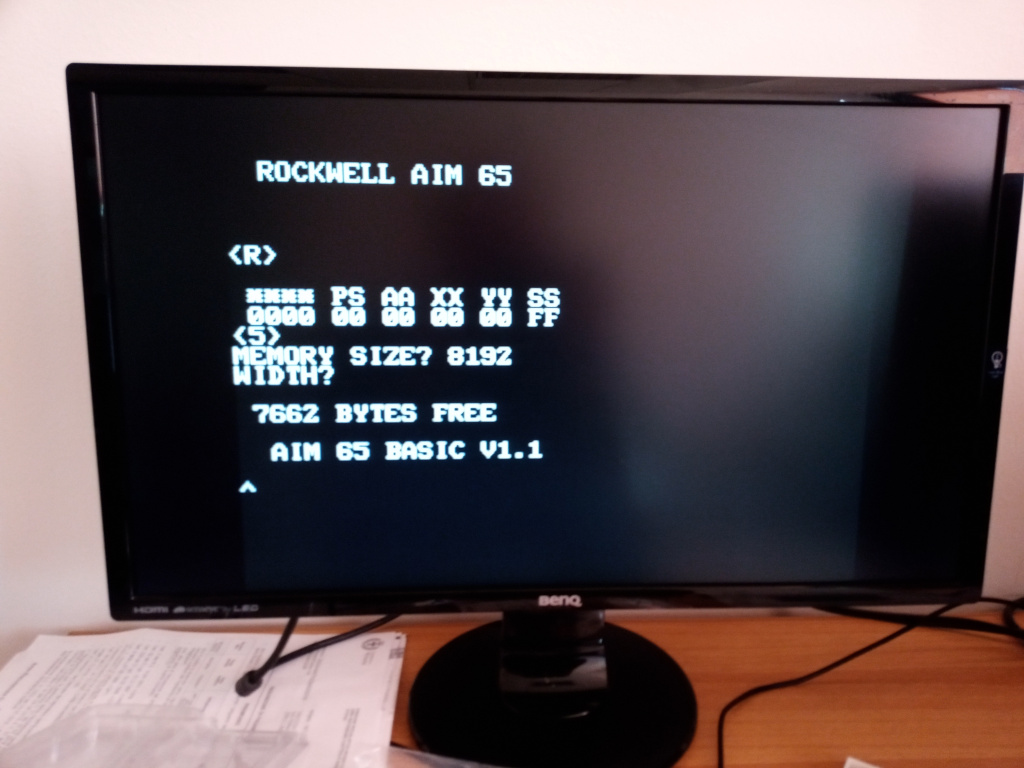 ROCKWELL AIM 65
<R>
**** PS AA XX YY SS
0000 00 00 00 00 FF
<5>
MEMORY SIZE? 8192
WIDTH?
7662 BYTES FREE
AIM 65 BASIC V1.1
^
HDMI LED
BenQ